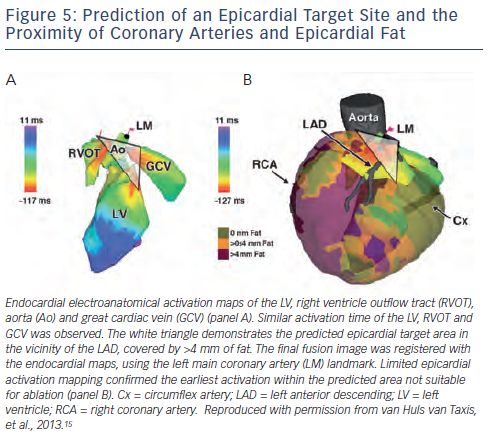 Figure 5: Prediction of an Epicardial Target Site and the
Proximity of Coronary Arteries and Epicardial Fat
A
B
11 ms
-117 ms
LM
RVOT
Ao
GCV
LV
11 ms
-127 ms
Aorta
LM
LAD
RCA
Cx
0 mm Fat
>0≤4 mm Fat
>4mm Fat
Endocardial electroanatomical activation maps of the LV, right ventricle outflow tract (RVOT),
aorta (Ao) and great cardiac vein (GCV) (panel A). Similar activation time of the LV, RVOT and
GCV was observed. The white triangle demonstrates the predicted epicardial target area in
the vicinity of the LAD, covered by >4 mm of fat. The final fusion image was registered with
the endocardial maps, using the left main coronary artery (LM) landmark. Limited epicardial
activation mapping confirmed the earliest activation within the predicted area not suitable
for ablation (panel B). Cx = circumflex artery; LAD = left anterior descending; LV = left
ventricle; RCA = right coronary artery.  Reproduced with permission from van Huls van Taxis,
et al., 2013.¹⁵